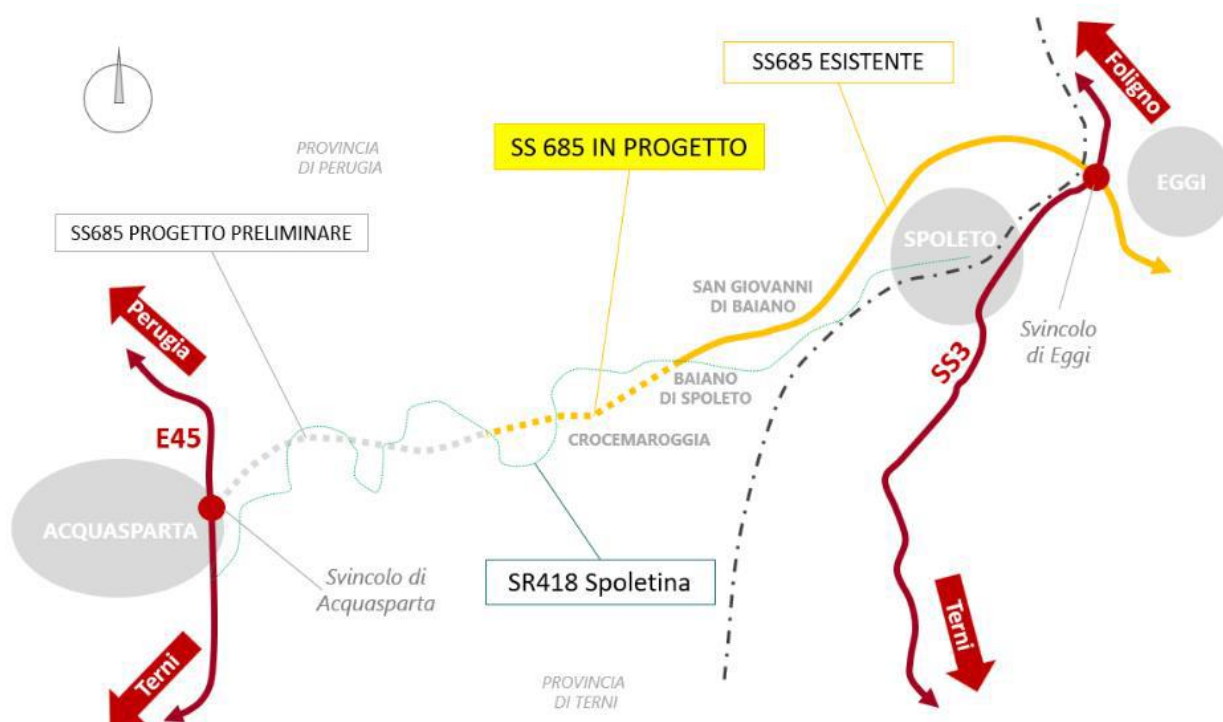 SS685 ESISTENTE
Foligno
SS 685 IN PROGETTO
PROVINCIA
DI PERUGIA
EGGI
SS685 PROGETTO PRELIMINARE
SPOLETO
SAN GIOVANNI
DI BAIANO
Perugia
Svincolo
di Eggi
SS3
BAIANO
DI SPOLETO
E45
CROCEMAROGGIA
ACQUASPARTA
Svincolo di
Acquasparta
SR418 Spoletina
Terni
Terni
PROVINCIA
DI TERNI